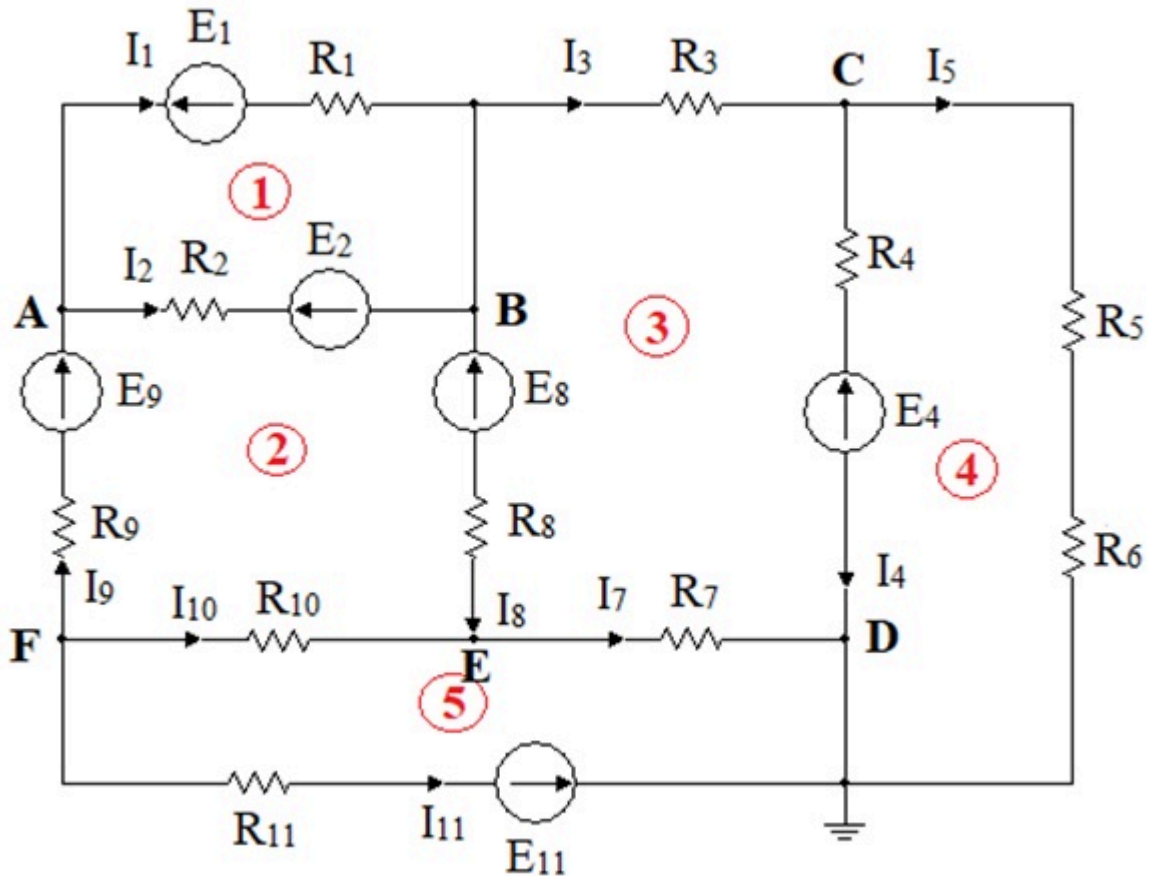 I1 E1 R1 I3 R3 C I5
1
I2 R2 E2 R4
A B R5
3
E9 E8 E4
2 4
R9 R8 R6
I9 I10 R10 I8 I7 R7 I4
F E D
5
R11 I11 E11